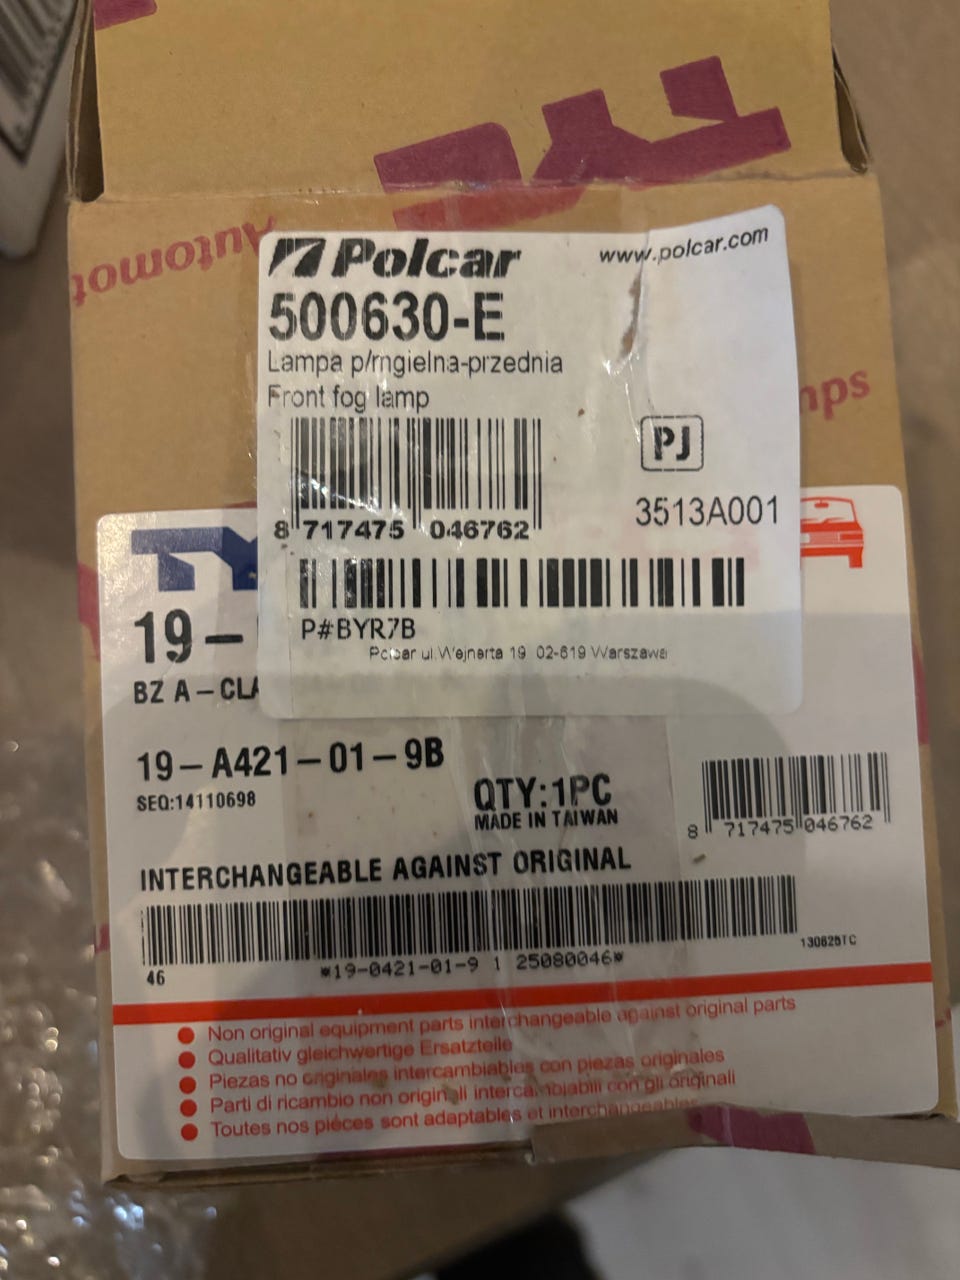 Automot
Polcar
www.polcar.com
500630-E
Lampa p/mgielna-przednia
Front fog lamp
PJ
8 717475 046762
3513A001
P#BYR7B
Polcar ul.Wejnerta 19 02-619 Warszawa
TY
19-
BZ A-CLA
19-A421-01-9B
SEQ:14110698
QTY:1PC
MADE IN TAIWAN
8 717475 046762
INTERCHANGEABLE AGAINST ORIGINAL
130625TC
46
*19-0421-01-9 1 25080046*
Non original equipment parts interchangeable against original parts
Qualitativ gleichwertige Ersatzteile
Piezas no originales intercambiables con piezas originales
Parti di ricambio non originali intercambiabili con gli originali
Toutes nos piéces sont adaptables et interchangeables